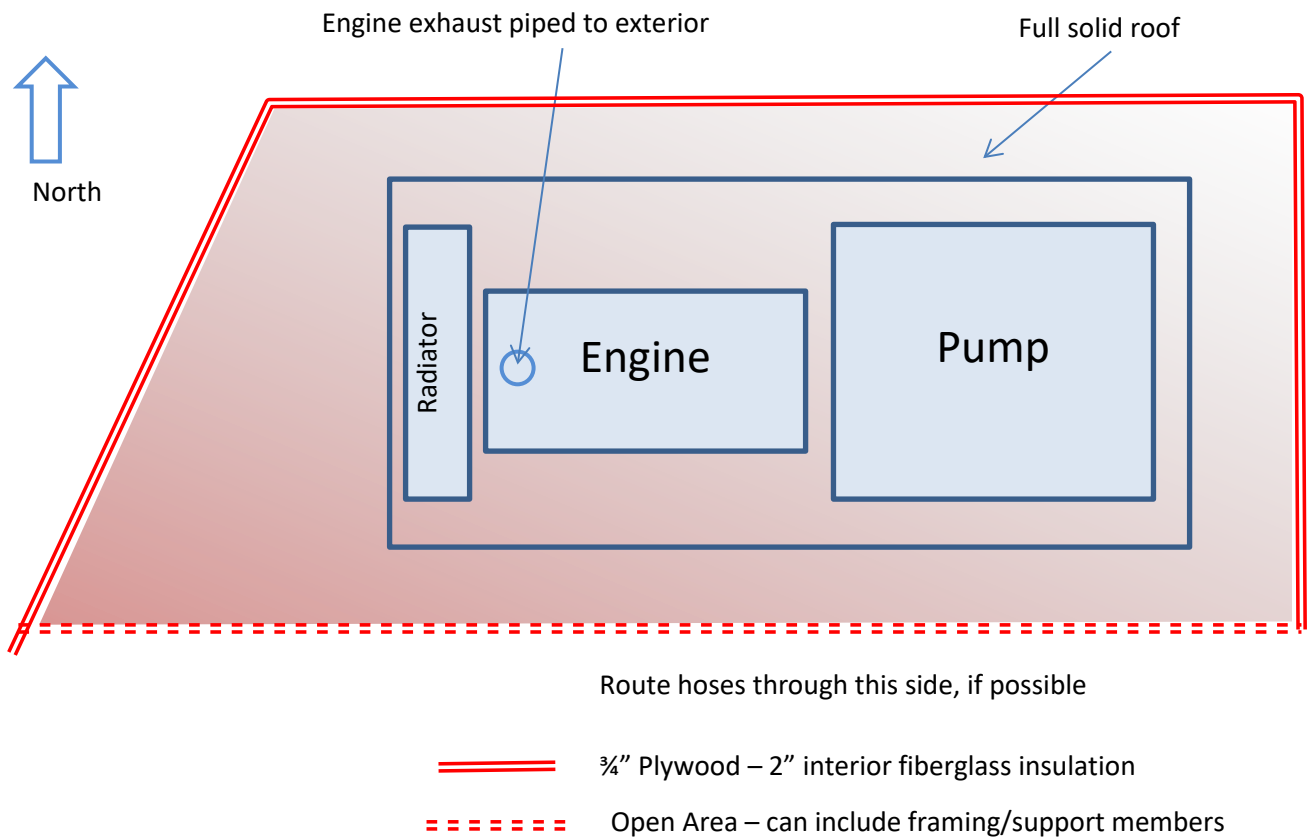 Engine exhaust piped to exterior
Full solid roof
North
Radiator
Engine
Pump
Route hoses through this side, if possible
¾” Plywood – 2” interior fiberglass insulation
Open Area – can include framing/support members